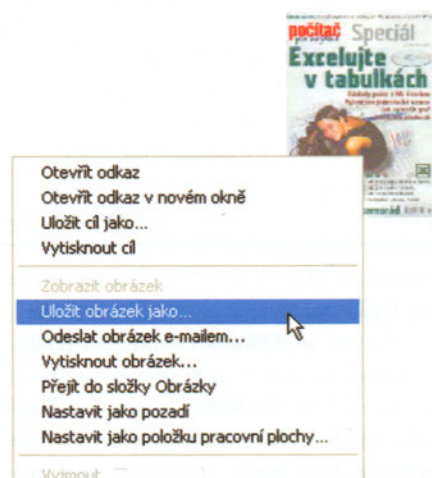 počítač Speciál
Excelujte
v tabulkách
Otevřít odkaz
Otevřít odkaz v novém okně
Uložit cíl jako...
Vytisknout cíl
Zobrazit obrázek
Uložit obrázek jako...
Odeslat obrázek e-mailem...
Vytisknout obrázek...
Přejít do složky Obrázky
Nastavit jako pozadí
Nastavit jako položku pracovní plochy...
Vyjmout